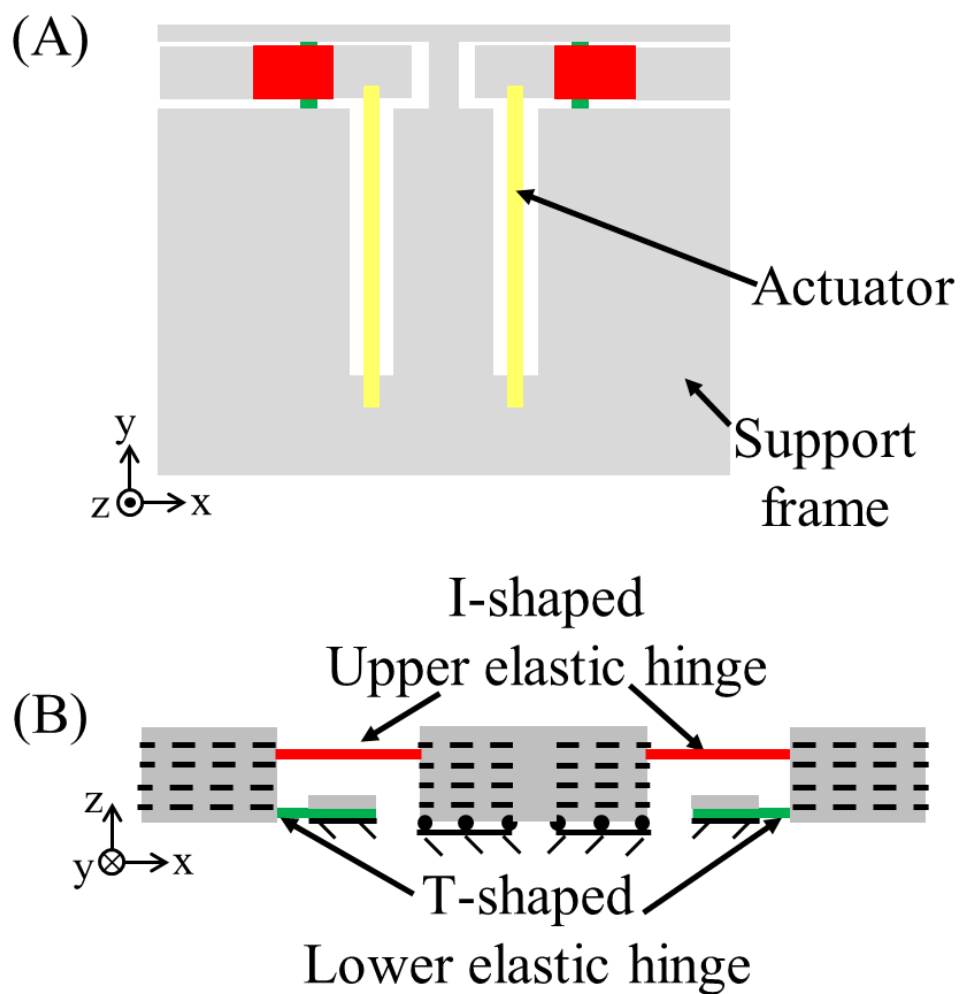 (A)
Actuator
Support
frame
y
z x
I-shaped
Upper elastic hinge
(B)
z
y x
T-shaped
Lower elastic hinge